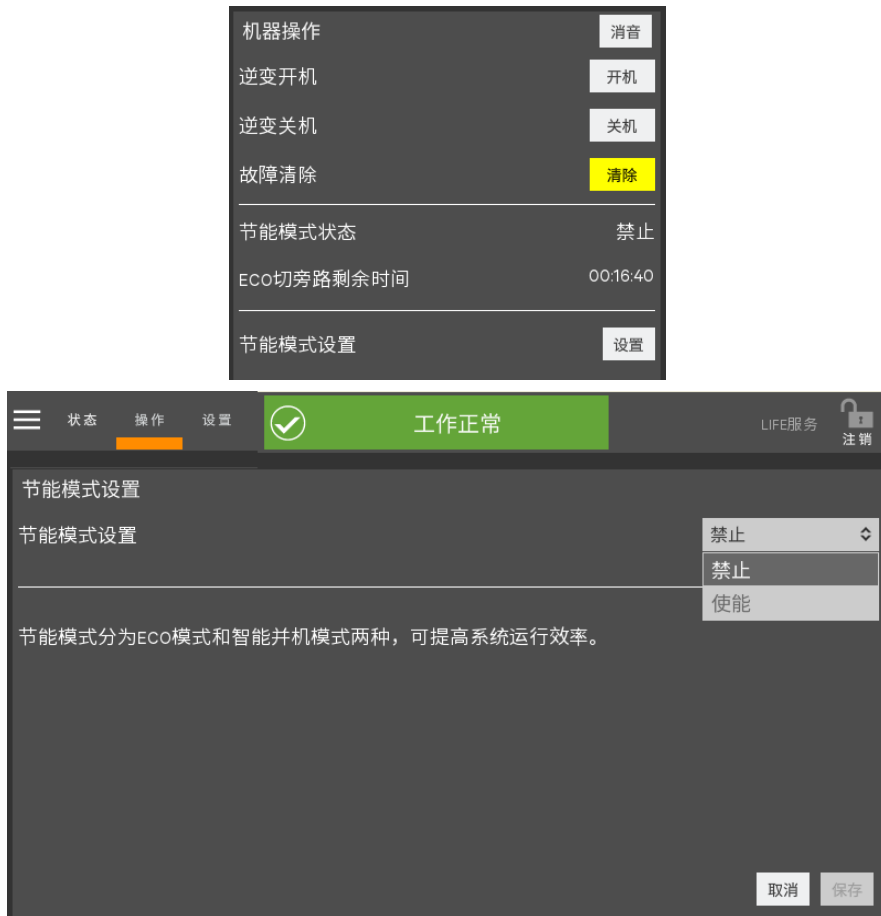 机器操作 消音
逆变开机 开机
逆变关机 关机
故障清除 清除
节能模式状态 禁止
ECO切旁路剩余时间 00:16:40
节能模式设置 设置
状态 操作 设置 工作正常 LIFE服务 注销
节能模式设置
节能模式设置 禁止
禁止
使能
节能模式分为ECO模式和智能并机模式两种，可提高系统运行效率。
取消 保存